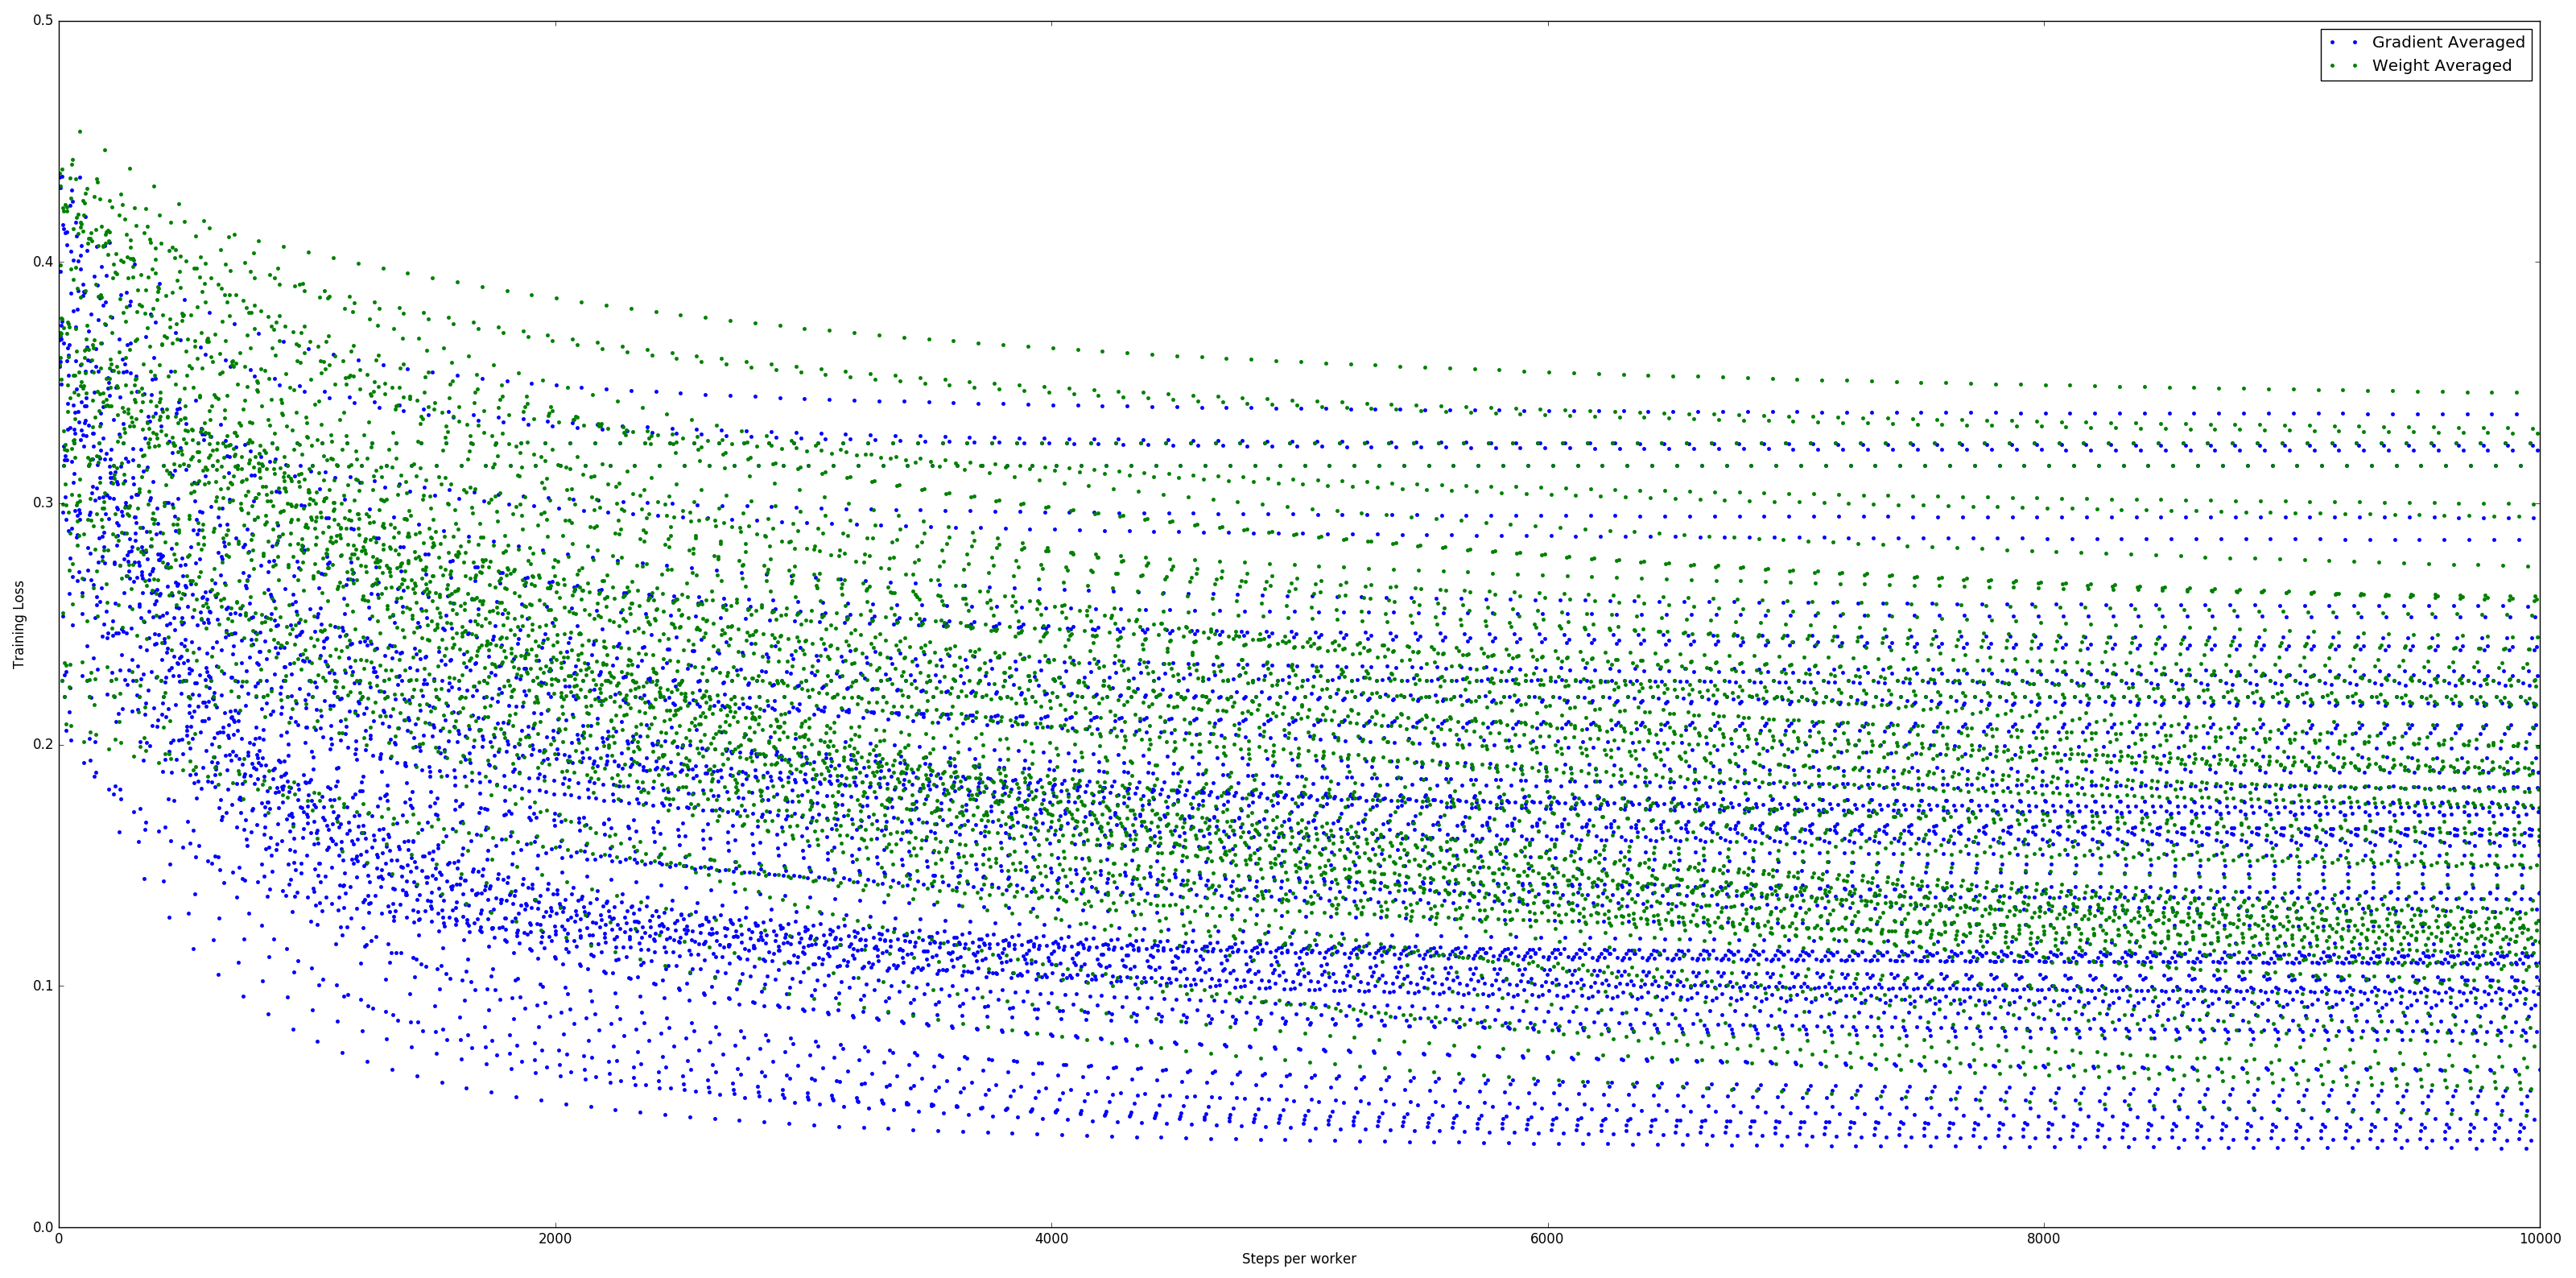 0.5
Gradient Averaged
Weight Averaged
0.4
0.3
Training Loss
0.2
0.1
0.0
0 2000 4000 6000 8000 10000
Steps per worker